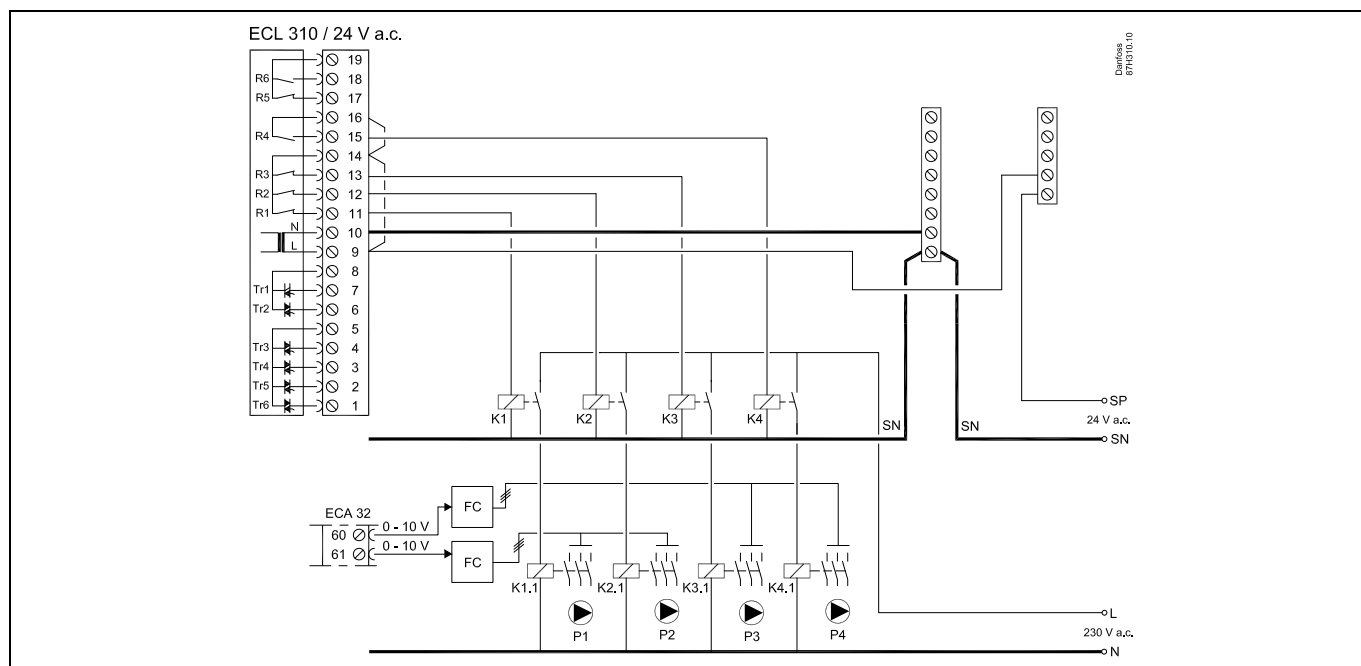 ECL 310 / 24 V a.c.
Danfoss
87H310.10
19
R6 18
R5 17
16
R4 15
14
R3 13
R2 12
R1 11
N 10
L 9
8
Tr1 7
Tr2 6
5
Tr3 4
Tr4 3
Tr5 2
Tr6 1
K1 K2 K3 K4
SN SN
SP
24 V a.c.
SN
ECA 32
60 0 - 10 V FC
61 0 - 10 V FC
K1.1 K2.1 K3.1 K4.1
P1 P2 P3 P4
L
230 V a.c.
N